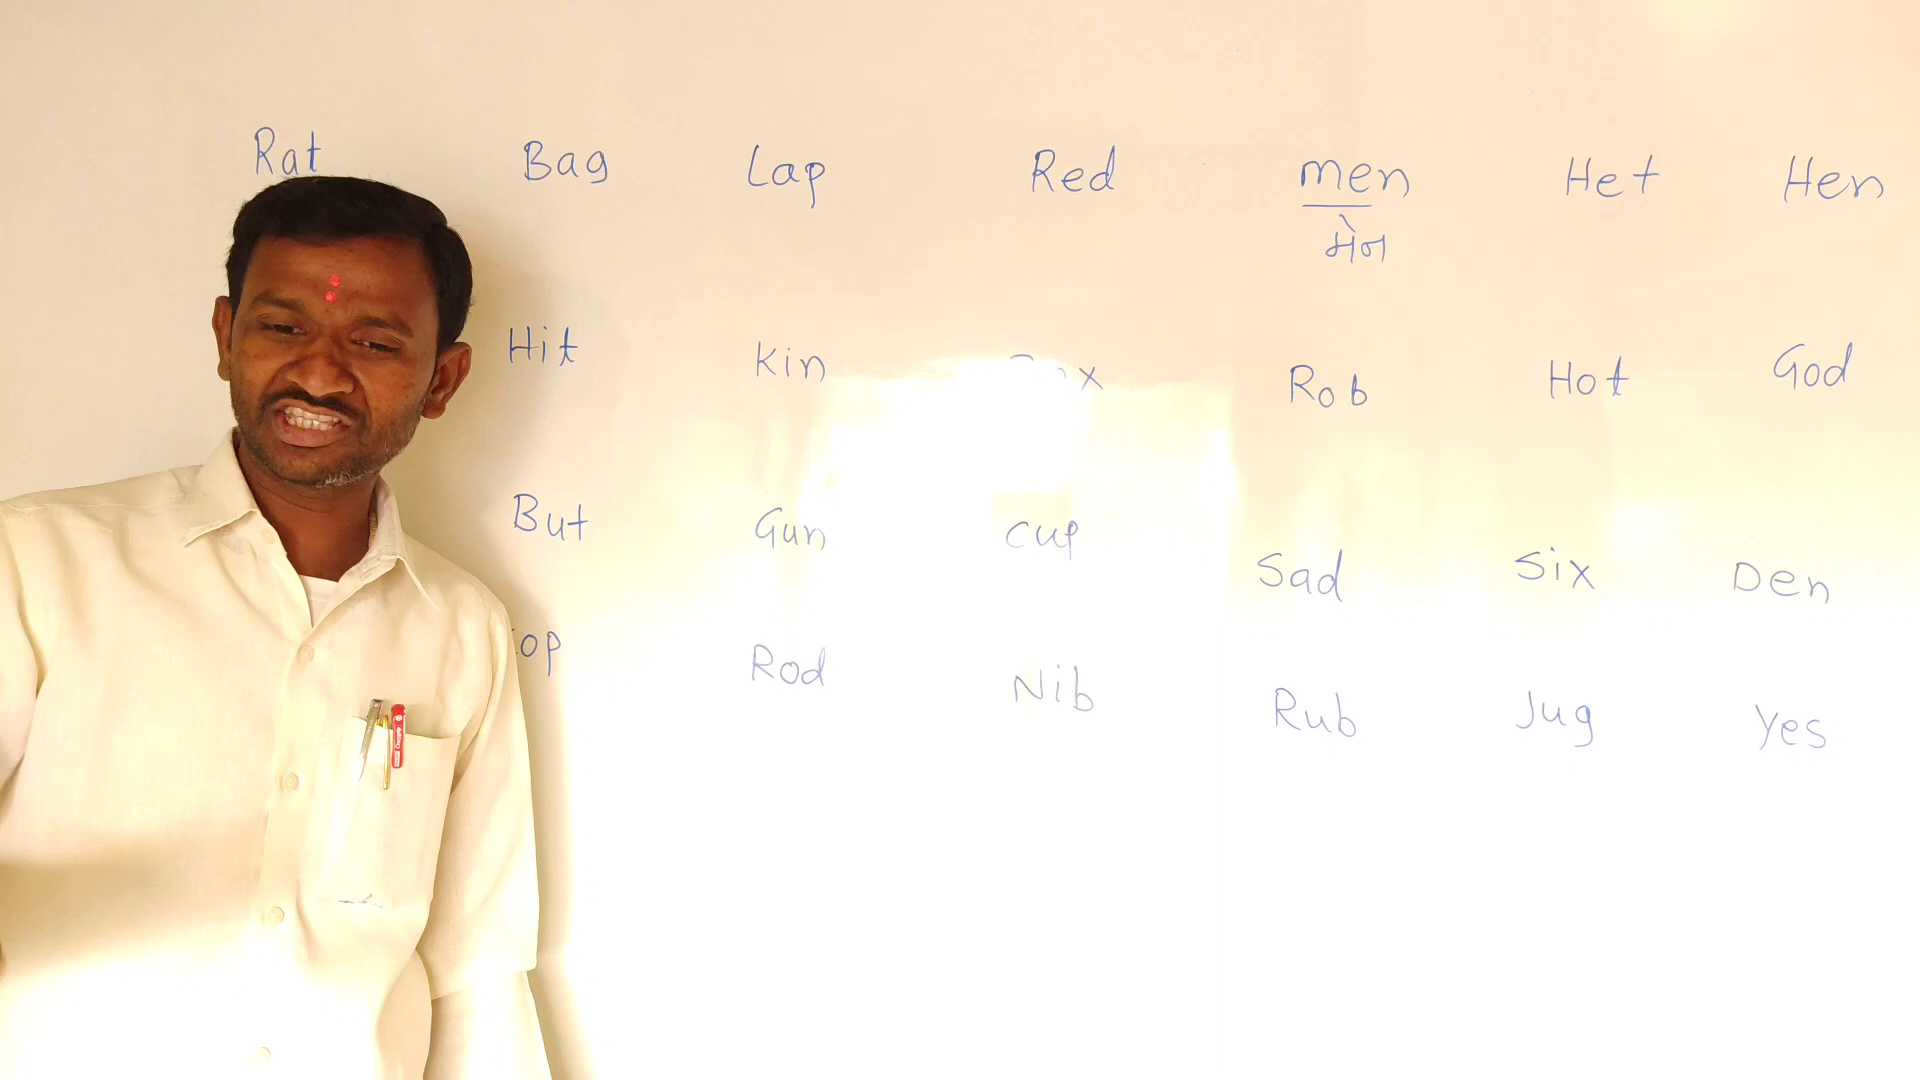 Rat Bag Lap Red men Het Hen
મેન
Hit Kin Rob Hot God
But Gun cup Sad Six Den
Rod Nib Rub Jug Yes